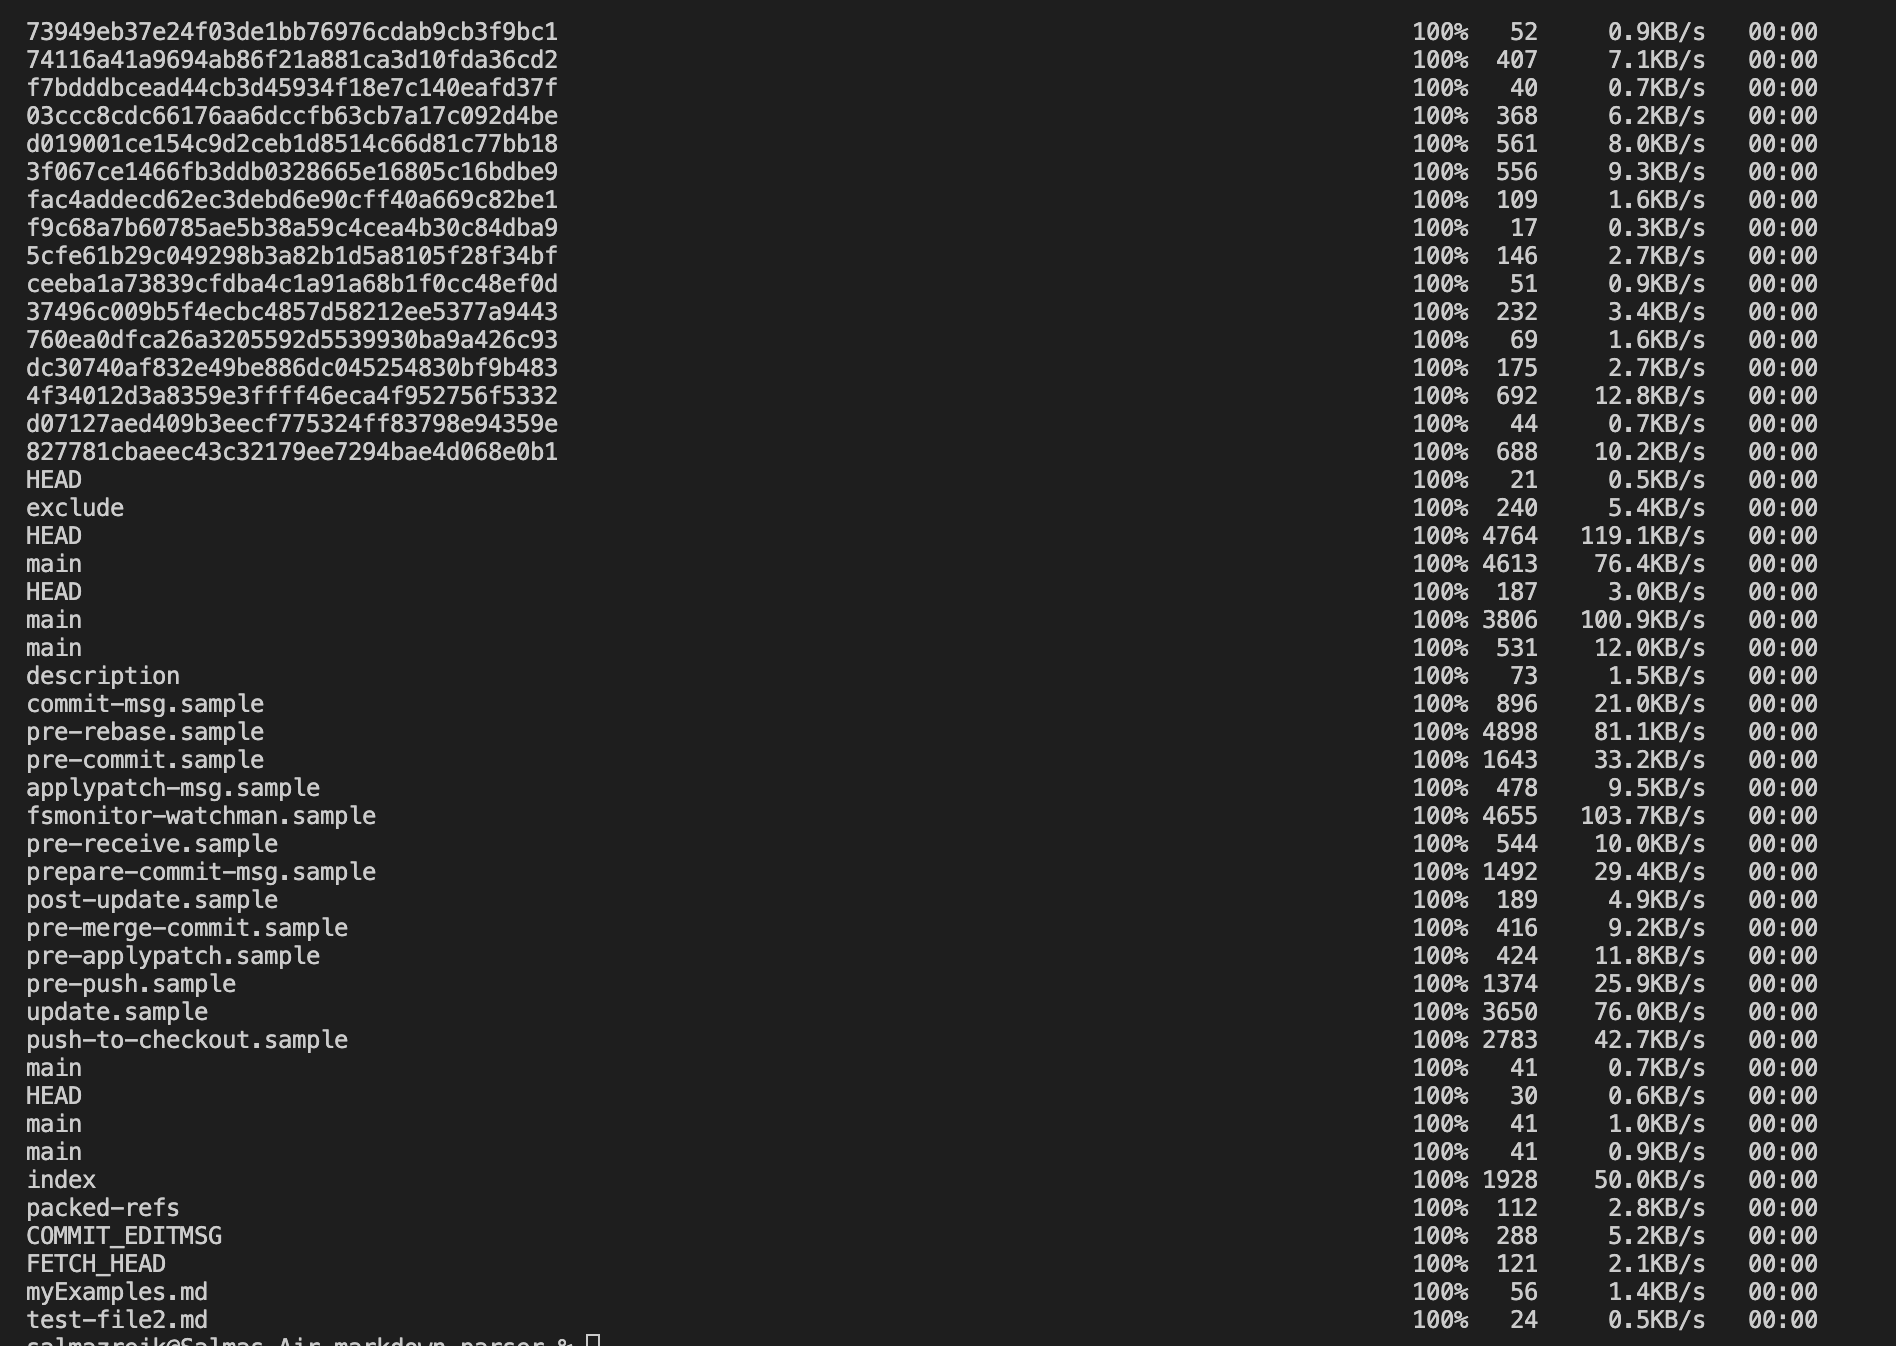 73949eb37e24f03de1bb76976cdab9cb3f9bc1 100% 52 0.9KB/s 00:00
74116a41a9694ab86f21a881ca3d10fda36cd2 100% 407 7.1KB/s 00:00
f7bdddbcead44cb3d45934f18e7c140eafd37f 100% 40 0.7KB/s 00:00
03ccc8cdc66176aa6dccfb63cb7a17c092d4be 100% 368 6.2KB/s 00:00
d019001ce154c9d2ceb1d8514c66d81c77bb18 100% 561 8.0KB/s 00:00
3f067ce1466fb3ddb0328665e16805c16bdbe9 100% 556 9.3KB/s 00:00
fac4addecd62ec3debd6e90cff40a669c82be1 100% 109 1.6KB/s 00:00
f9c68a7b60785ae5b38a59c4cea4b30c84dba9 100% 17 0.3KB/s 00:00
5cfe61b29c049298b3a82b1d5a8105f28f34bf 100% 146 2.7KB/s 00:00
ceeba1a73839cfdba4c1a91a68b1f0cc48ef0d 100% 51 0.9KB/s 00:00
37496c009b5f4ecbc4857d58212ee5377a9443 100% 232 3.4KB/s 00:00
760ea0dfca26a3205592d5539930ba9a426c93 100% 69 1.6KB/s 00:00
dc30740af832e49be886dc045254830bf9b483 100% 175 2.7KB/s 00:00
4f34012d3a8359e3ffff46eca4f952756f5332 100% 692 12.8KB/s 00:00
d07127aed409b3eecf775324ff83798e94359e 100% 44 0.7KB/s 00:00
827781cbaeec43c32179ee7294bae4d068e0b1 100% 688 10.2KB/s 00:00
HEAD 100% 21 0.5KB/s 00:00
exclude 100% 240 5.4KB/s 00:00
HEAD 100% 4764 119.1KB/s 00:00
main 100% 4613 76.4KB/s 00:00
HEAD 100% 187 3.0KB/s 00:00
main 100% 3806 100.9KB/s 00:00
main 100% 531 12.0KB/s 00:00
description 100% 73 1.5KB/s 00:00
commit-msg.sample 100% 896 21.0KB/s 00:00
pre-rebase.sample 100% 4898 81.1KB/s 00:00
pre-commit.sample 100% 1643 33.2KB/s 00:00
applypatch-msg.sample 100% 478 9.5KB/s 00:00
fsmonitor-watchman.sample 100% 4655 103.7KB/s 00:00
pre-receive.sample 100% 544 10.0KB/s 00:00
prepare-commit-msg.sample 100% 1492 29.4KB/s 00:00
post-update.sample 100% 189 4.9KB/s 00:00
pre-merge-commit.sample 100% 416 9.2KB/s 00:00
pre-applypatch.sample 100% 424 11.8KB/s 00:00
pre-push.sample 100% 1374 25.9KB/s 00:00
update.sample 100% 3650 76.0KB/s 00:00
push-to-checkout.sample 100% 2783 42.7KB/s 00:00
main 100% 41 0.7KB/s 00:00
HEAD 100% 30 0.6KB/s 00:00
main 100% 41 1.0KB/s 00:00
main 100% 41 0.9KB/s 00:00
index 100% 1928 50.0KB/s 00:00
packed-refs 100% 112 2.8KB/s 00:00
COMMIT_EDITMSG 100% 288 5.2KB/s 00:00
FETCH_HEAD 100% 121 2.1KB/s 00:00
myExamples.md 100% 56 1.4KB/s 00:00
test-file2.md 100% 24 0.5KB/s 00:00
salmazreik@Salmas-Air markdown-parser %